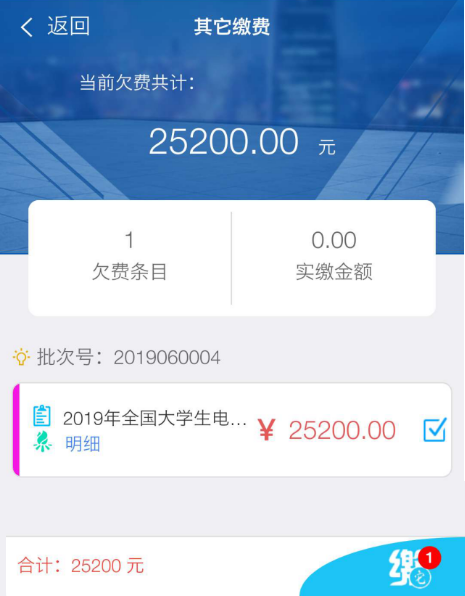 返回 其它缴费
当前欠费共计：
25200.00 元
1 0.00
欠费条目 实缴金额
批次号：2019060004
2019年全国大学生电... ¥ 25200.00
明细
合计：25200 元
缴 1